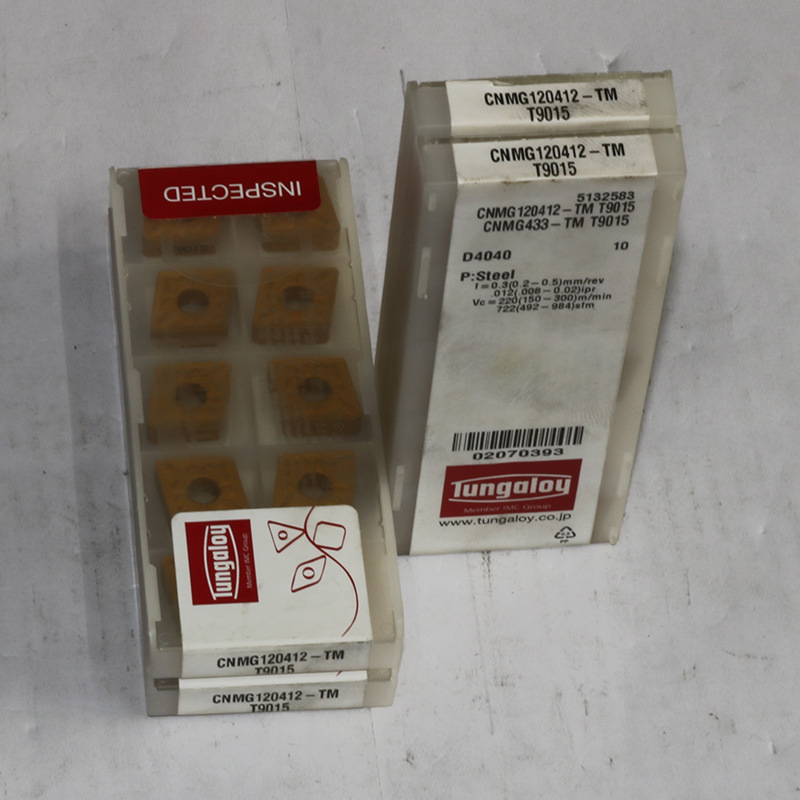 INSPECTED
Tungaloy
Member IMC Group
CNMG120412-TM
T9015
CNMG120412-TM
T9015
CNMG120412-TM
T9015
CNMG120412-TM
T9015
5132583
CNMG120412-TM T9015
CNMG433-TM T9015
10
D4040
P:Steel
f=0.3(0.2-0.5)mm/rev
.012(.008-0.02)ipr
Vc=220(150-300)m/min
722(492-984)sfm
02070393
Tungaloy
Member IMC Group
www.tungaloy.co.jp
PP